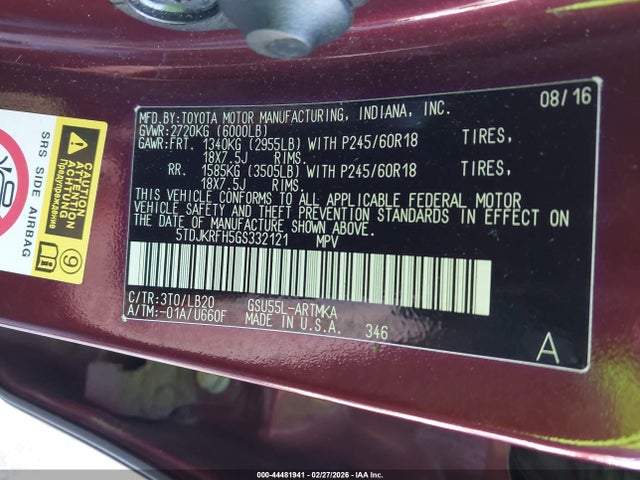 MFD.BY:TOYOTA MOTOR MANUFACTURING, INDIANA, INC. 08/16
GVWR:2720KG (6000LB)
GAWR:FRT. 1340KG (2955LB) WITH P245/60R18 TIRES,
18X7.5J RIMS.
RR. 1585KG (3505LB) WITH P245/60R18 TIRES,
18X7.5J RIMS.
THIS VEHICLE CONFORMS TO ALL APPLICABLE FEDERAL MOTOR
VEHICLE SAFETY AND THEFT PREVENTION STANDARDS IN EFFECT ON
THE DATE OF MANUFACTURE SHOWN ABOVE.
5TDJKRFH5GS332121 MPV
C/TR:3T0/LB20 GSU55L-ARTMKA
A/TM:-01A/U660F MADE IN U.S.A. 346
A
SRS SIDE AIRBAG
CAUTION
ATTENTION
ACHTUNG
Предупреждение
9
000-44481941 - 02/27/2026 - IAAI.COM